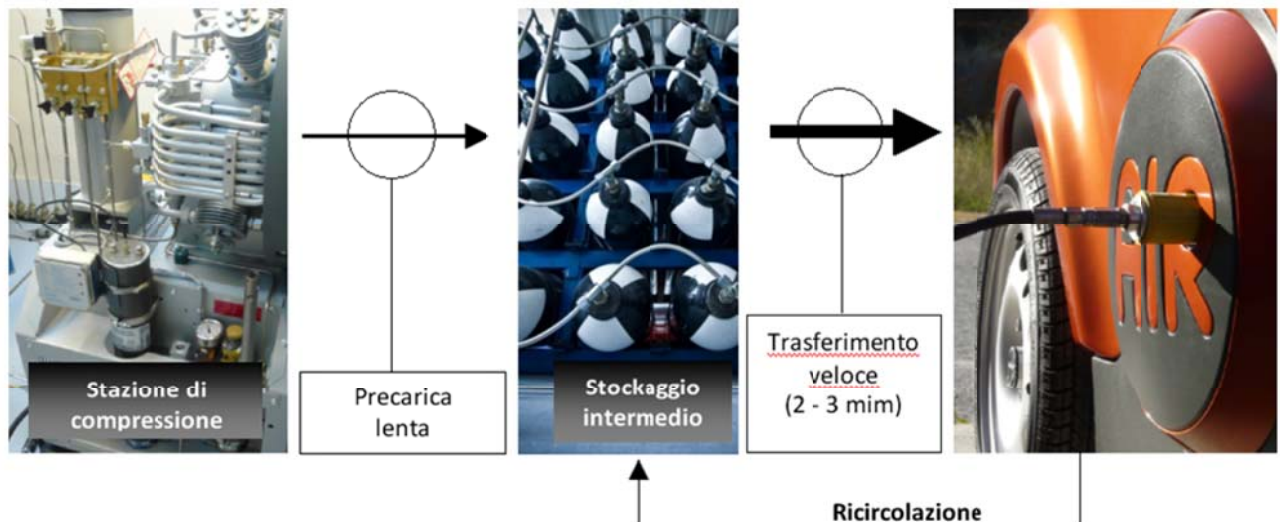 Stazione di
compressione
Precarica
lenta
Stockaggio
intermedio
Trasferimento
veloce
(2 - 3 mim)
AIR
Ricircolazione